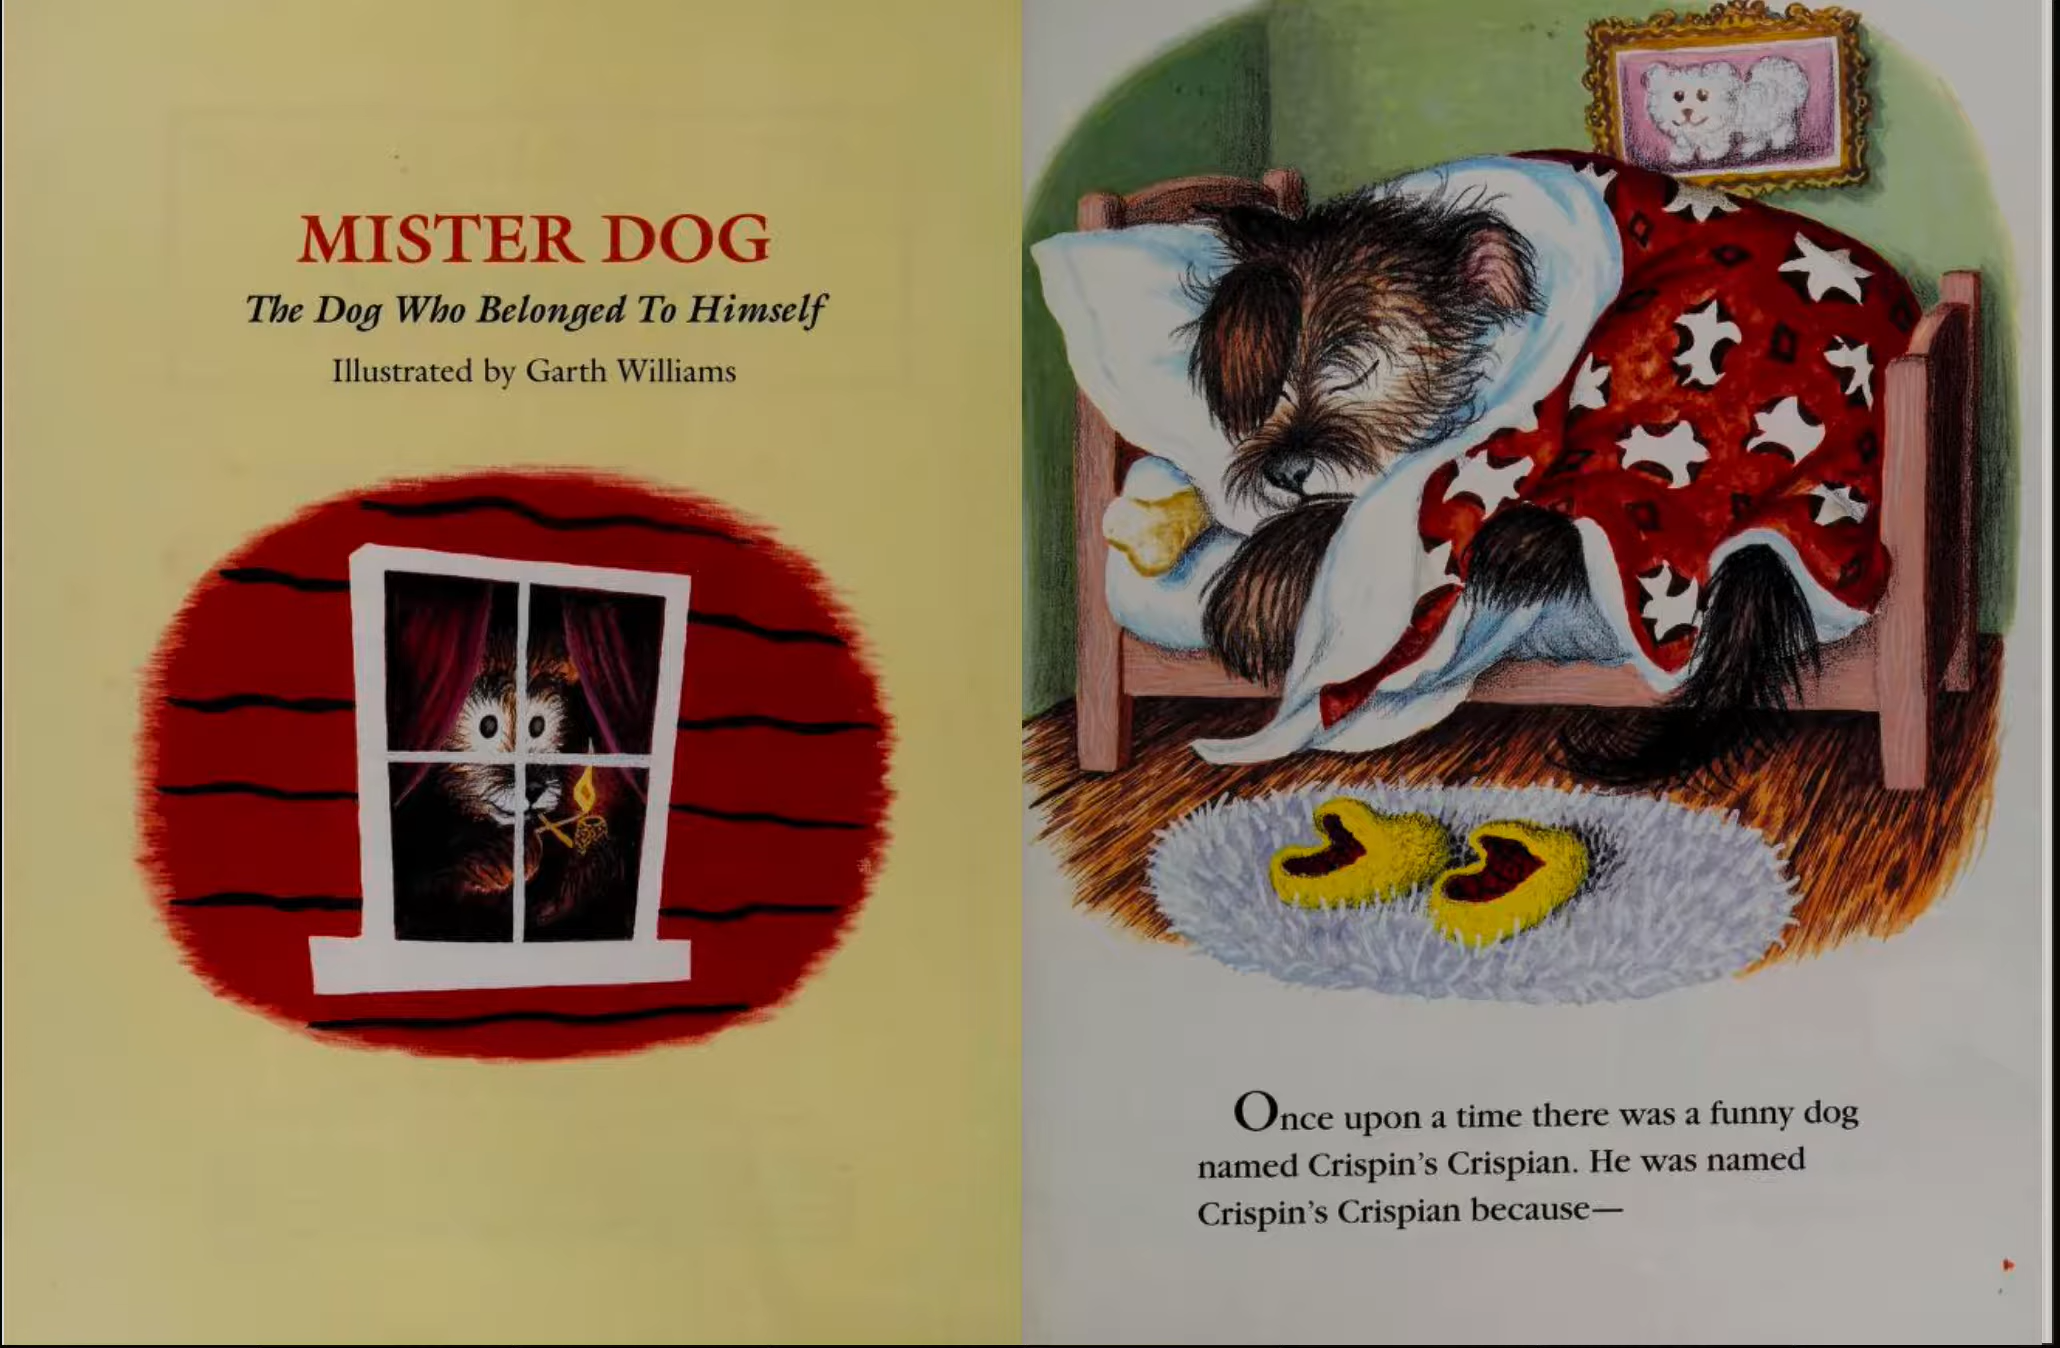 MISTER DOG
The Dog Who Belonged To Himself
Illustrated by Garth Williams
Once upon a time there was a funny dog
named Crispin's Crispian. He was named
Crispin's Crispian because—